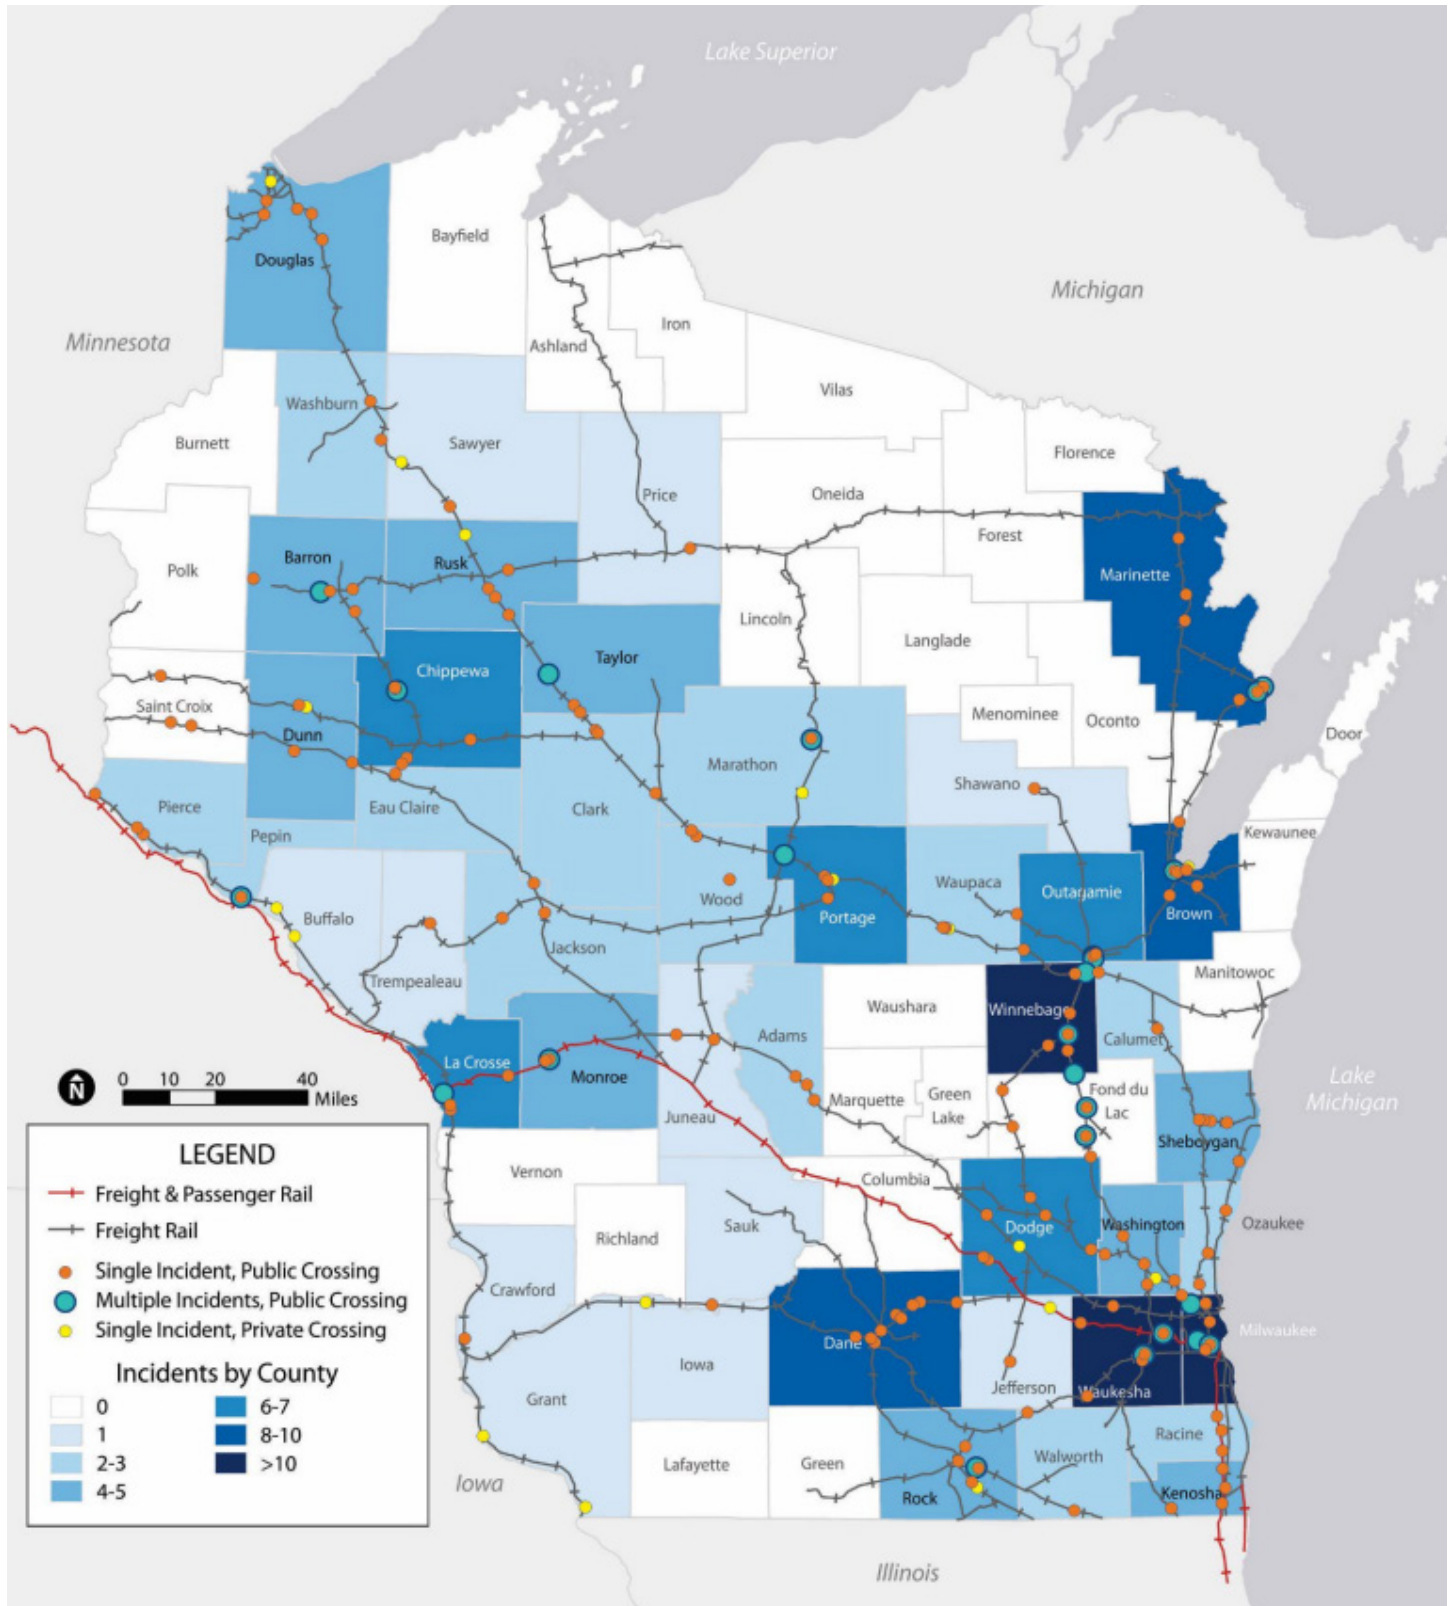 Lake Superior
Bayfield
Douglas
Michigan
Minnesota
Iron
Ashland
Vilas
Washburn
Burnett
Sawyer
Florence
Price
Oneida
Forest
Barron
Rusk
Polk
Marinette
Lincoln
Langlade
Taylor
Chippewa
Saint Croix
Menominee
Oconto
Door
Dunn
Marathon
Shawano
Pierce
Eau Claire
Clark
Pepin
Kewaunee
Waupaca
Outagamie
Wood
Portage
Brown
Buffalo
Jackson
Trempealeau
Manitowoc
Waushara
Winnebago
Adams
Calumet
La Crosse
Monroe
Lake
Michigan
N
0 10 20 40
Miles
Marquette
Green
Lake
Fond du
Lac
Juneau
Sheboygan
Vernon
Columbia
Richland
Sauk
Dodge
Washington
Ozaukee
Crawford
Milwaukee
Dane
Iowa
Jefferson
Waukesha
Grant
Racine
Lafayette
Green
Walworth
Iowa
Rock
Kenosha
Illinois
LEGEND
Freight & Passenger Rail
Freight Rail
Single Incident, Public Crossing
Multiple Incidents, Public Crossing
Single Incident, Private Crossing
Incidents by County
0 6-7
1 8-10
2-3 >10
4-5